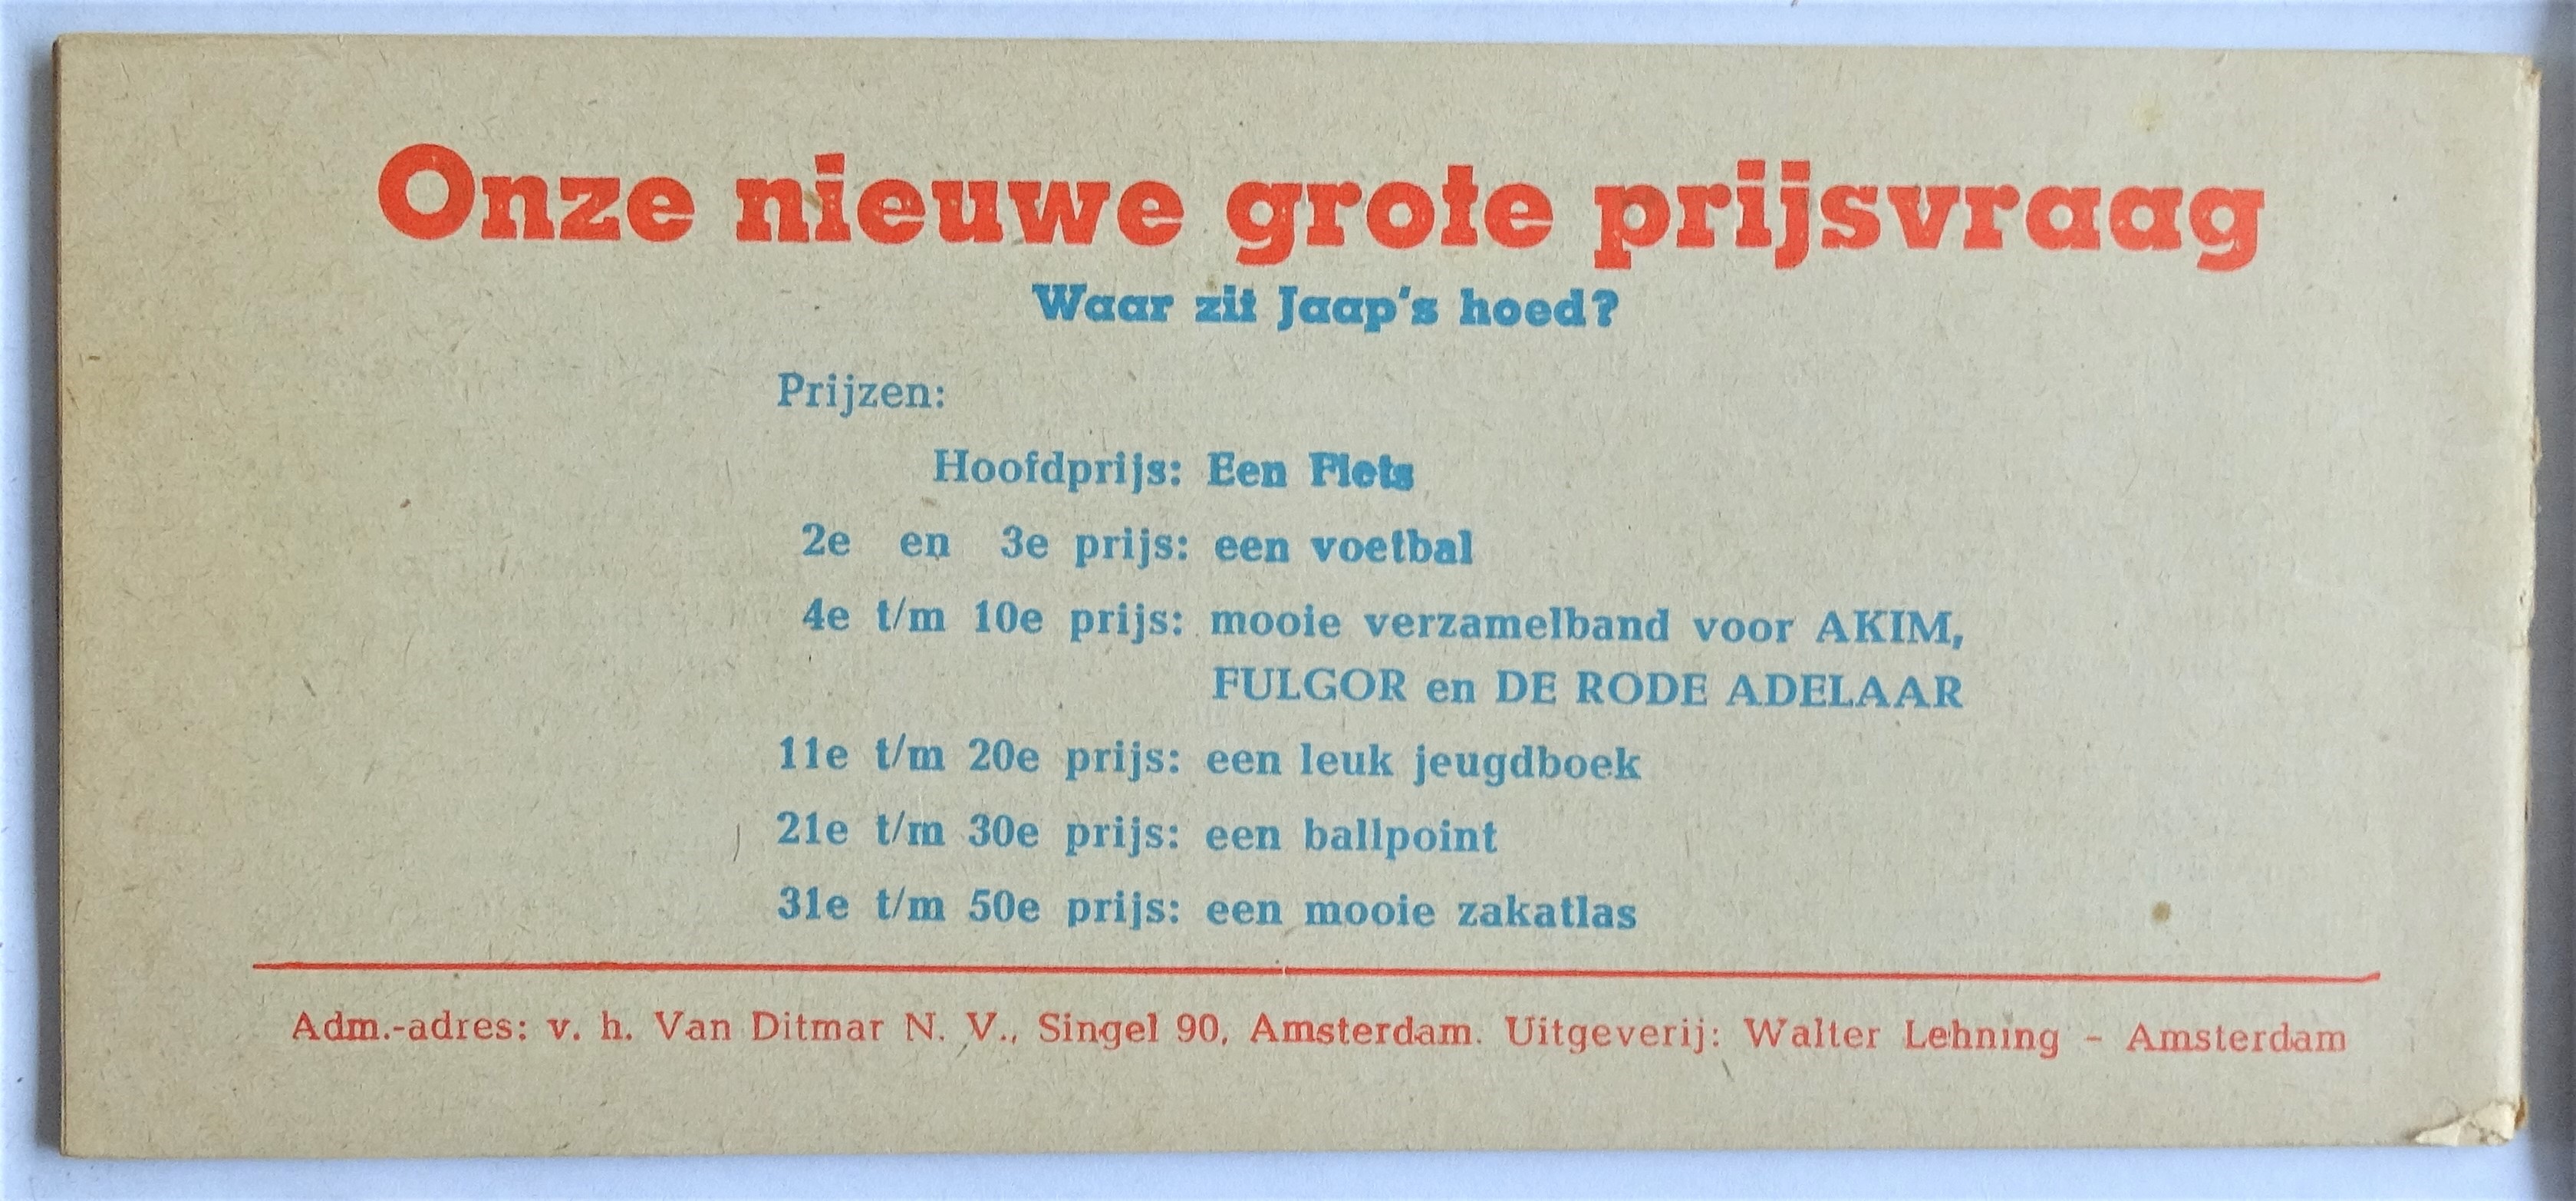 Onze nieuwe grote prijsvraag
Waar zit Jaap's hoed?
Prijzen:
Hoofdprijs: Een Fiets
2e en 3e prijs: een voetbal
4e t/m 10e prijs: mooie verzamelband voor AKIM,
FULGOR en DE RODE ADELAAR
11e t/m 20e prijs: een leuk jeugdboek
21e t/m 30e prijs: een ballpoint
31e t/m 50e prijs: een mooie zakatlas
Adm.-adres: v. h. Van Ditmar N. V., Singel 90, Amsterdam. Uitgeverij: Walter Lehning – Amsterdam